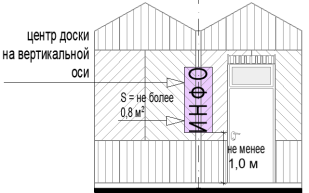 центр доски
на вертикальной
оси
S = не более
0,8 м²
ИНФО
не менее
1,0 м